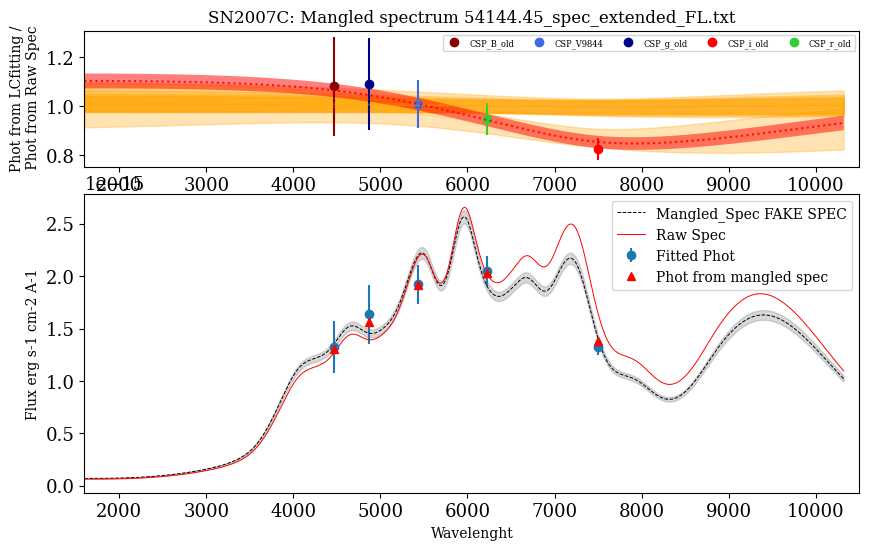 SN2007C: Mangled spectrum 54144.45_spec_extended_FL.txt
Phot from LCfitting /
Phot from Raw Spec
1.2
1.0
0.8
CSP_B_old
CSP_V9844
CSP_g_old
CSP_i_old
CSP_r_old
2000 3000 4000 5000 6000 7000 8000 9000 10000
1e−15
Flux erg s-1 cm-2 A-1
2.5
2.0
1.5
1.0
0.5
0.0
Mangled_Spec FAKE SPEC
Raw Spec
Fitted Phot
Phot from mangled spec
2000 3000 4000 5000 6000 7000 8000 9000 10000
Wavelenght